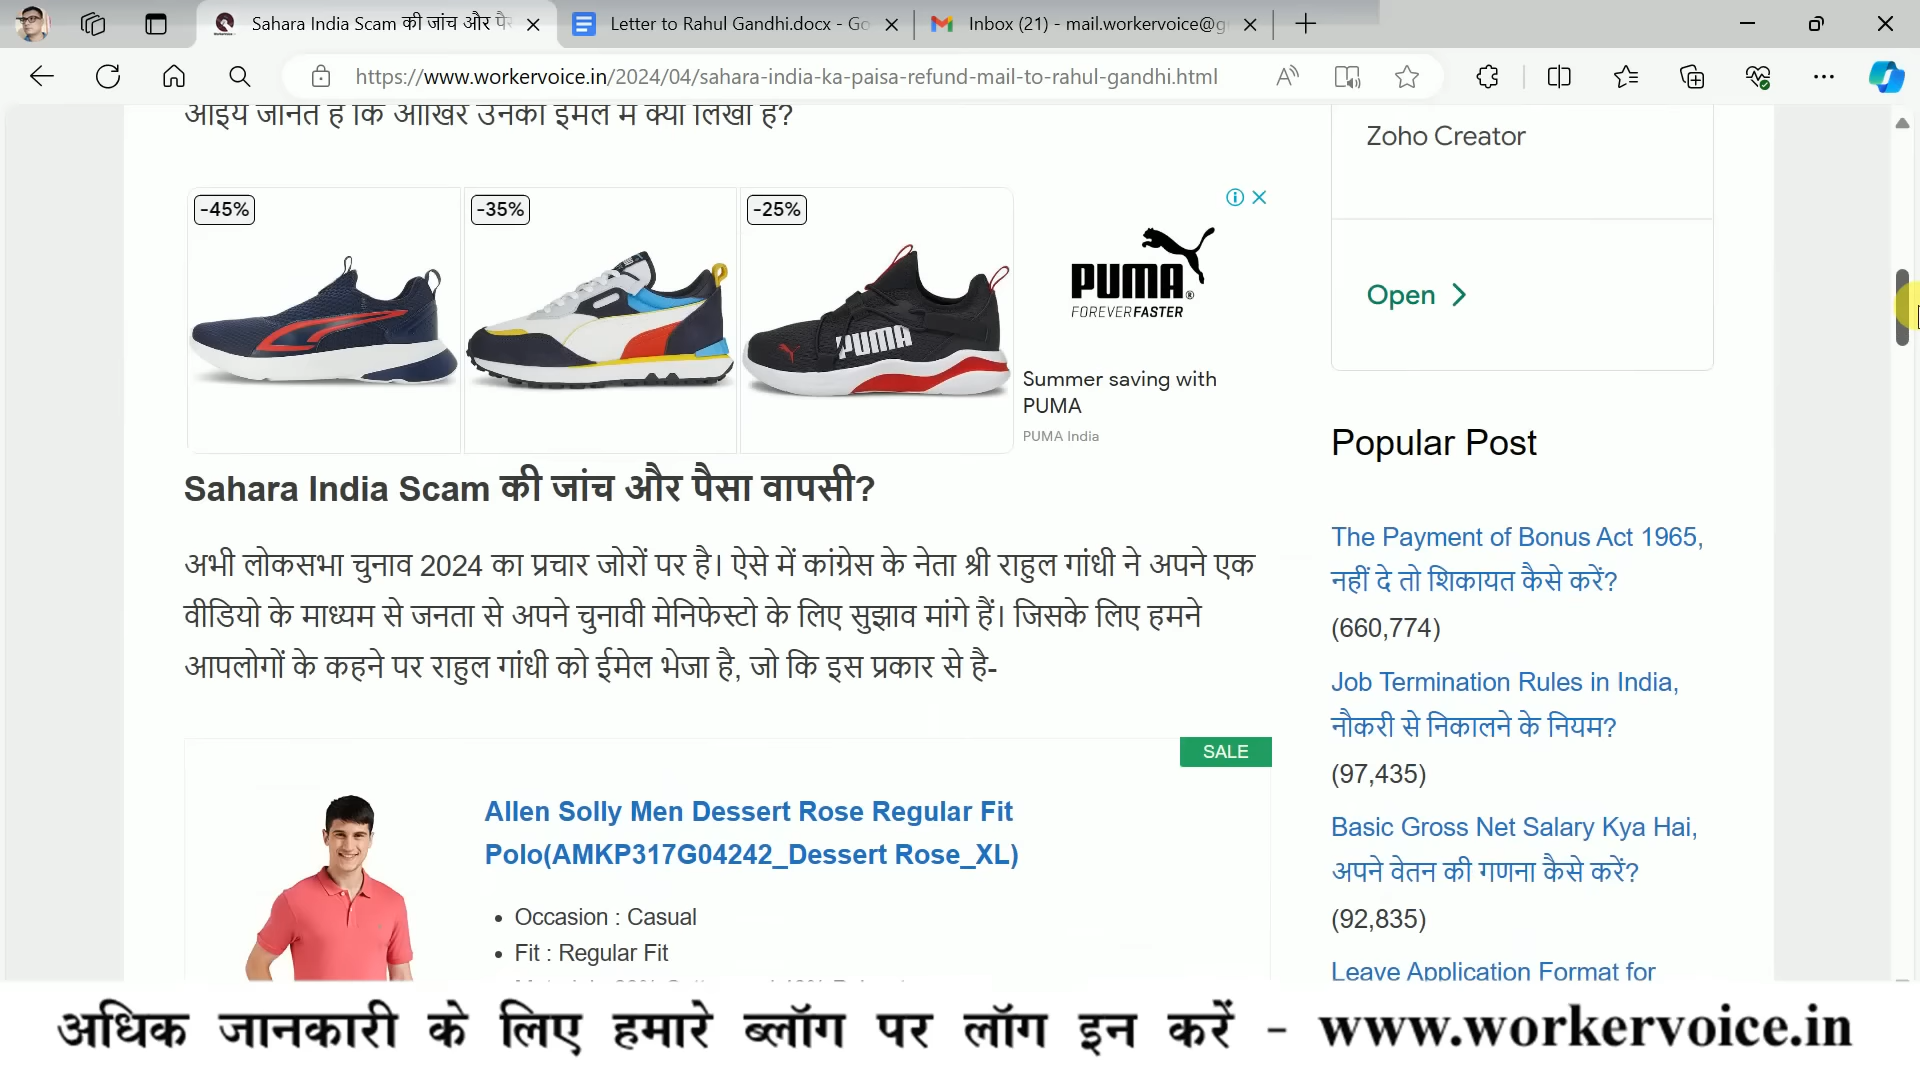 Sahara India Scam की जांच और पै
Letter to Rahul Gandhi.docx - Go
Inbox (21) - mail.workervoice@g
https://www.workervoice.in/2024/04/sahara-india-ka-paisa-refund-mail-to-rahul-gandhi.html
आइये जानते है कि आखिर उनको ईमेल में क्या लिखा है?
-45%
-35%
-25%
PUMA
FOREVER FASTER
PUMA
Summer saving with
PUMA
PUMA India
Sahara India Scam की जांच और पैसा वापसी?
अभी लोकसभा चुनाव 2024 का प्रचार जोरों पर है। ऐसे में कांग्रेस के नेता श्री राहुल गांधी ने अपने एक
वीडियो के माध्यम से जनता से अपने चुनावी मेनिफेस्टो के लिए सुझाव मांगे हैं। जिसके लिए हमने
आपलोगों के कहने पर राहुल गांधी को ईमेल भेजा है, जो कि इस प्रकार से है-
SALE
Allen Solly Men Dessert Rose Regular Fit
Polo(AMKP317G04242_Dessert Rose_XL)
Occasion : Casual
Fit : Regular Fit
Zoho Creator
Open
Popular Post
The Payment of Bonus Act 1965,
नहीं दे तो शिकायत कैसे करें?
(660,774)
Job Termination Rules in India,
नौकरी से निकालने के नियम?
(97,435)
Basic Gross Net Salary Kya Hai,
अपने वेतन की गणना कैसे करें?
(92,835)
Leave Application Format for
अधिक जानकारी के लिए हमारे ब्लॉग पर लॉग इन करें - www.workervoice.in